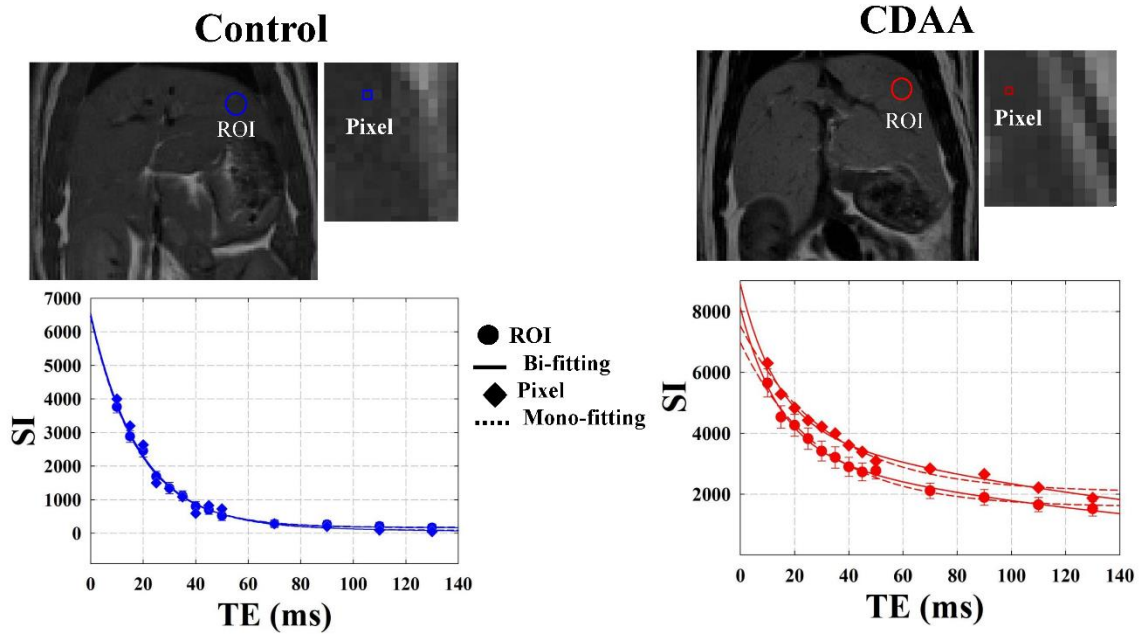 Control
ROI
Pixel
7000
6000
5000
4000
3000
2000
1000
0
SI
0 20 40 60 80 100 120 140
TE (ms)
ROI
Bi-fitting
Pixel
Mono-fitting
CDAA
ROI
Pixel
8000
6000
4000
2000
SI
0 20 40 60 80 100 120 140
TE (ms)